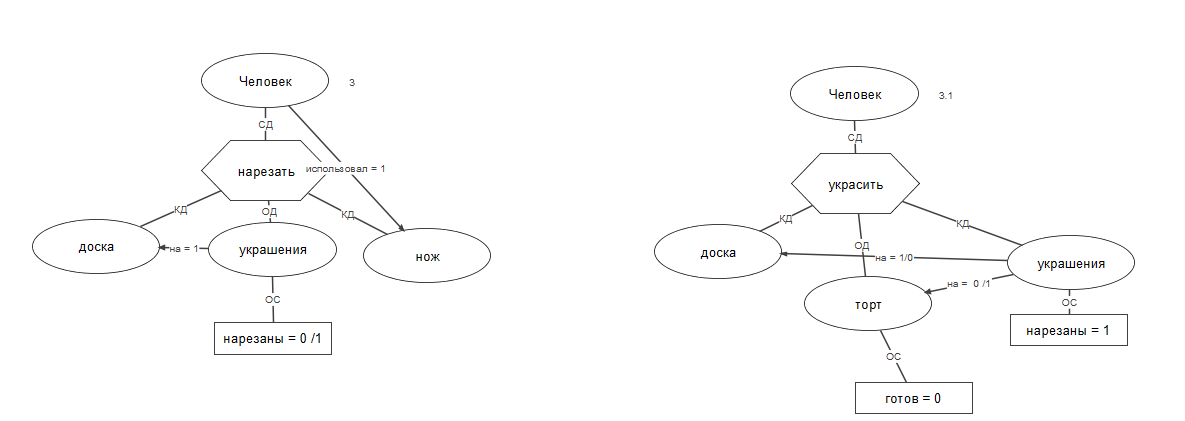 Человек
3
СД
использовал = 1
нарезать
КД
ОД
КД
доска
на = 1
украшения
нож
ОС
нарезаны = 0 /1
Человек
3.1
СД
украсить
КД
ОД
КД
доска
на = 1/0
украшения
на = 0 /1
торт
ОС
нарезаны = 1
ОС
готов = 0